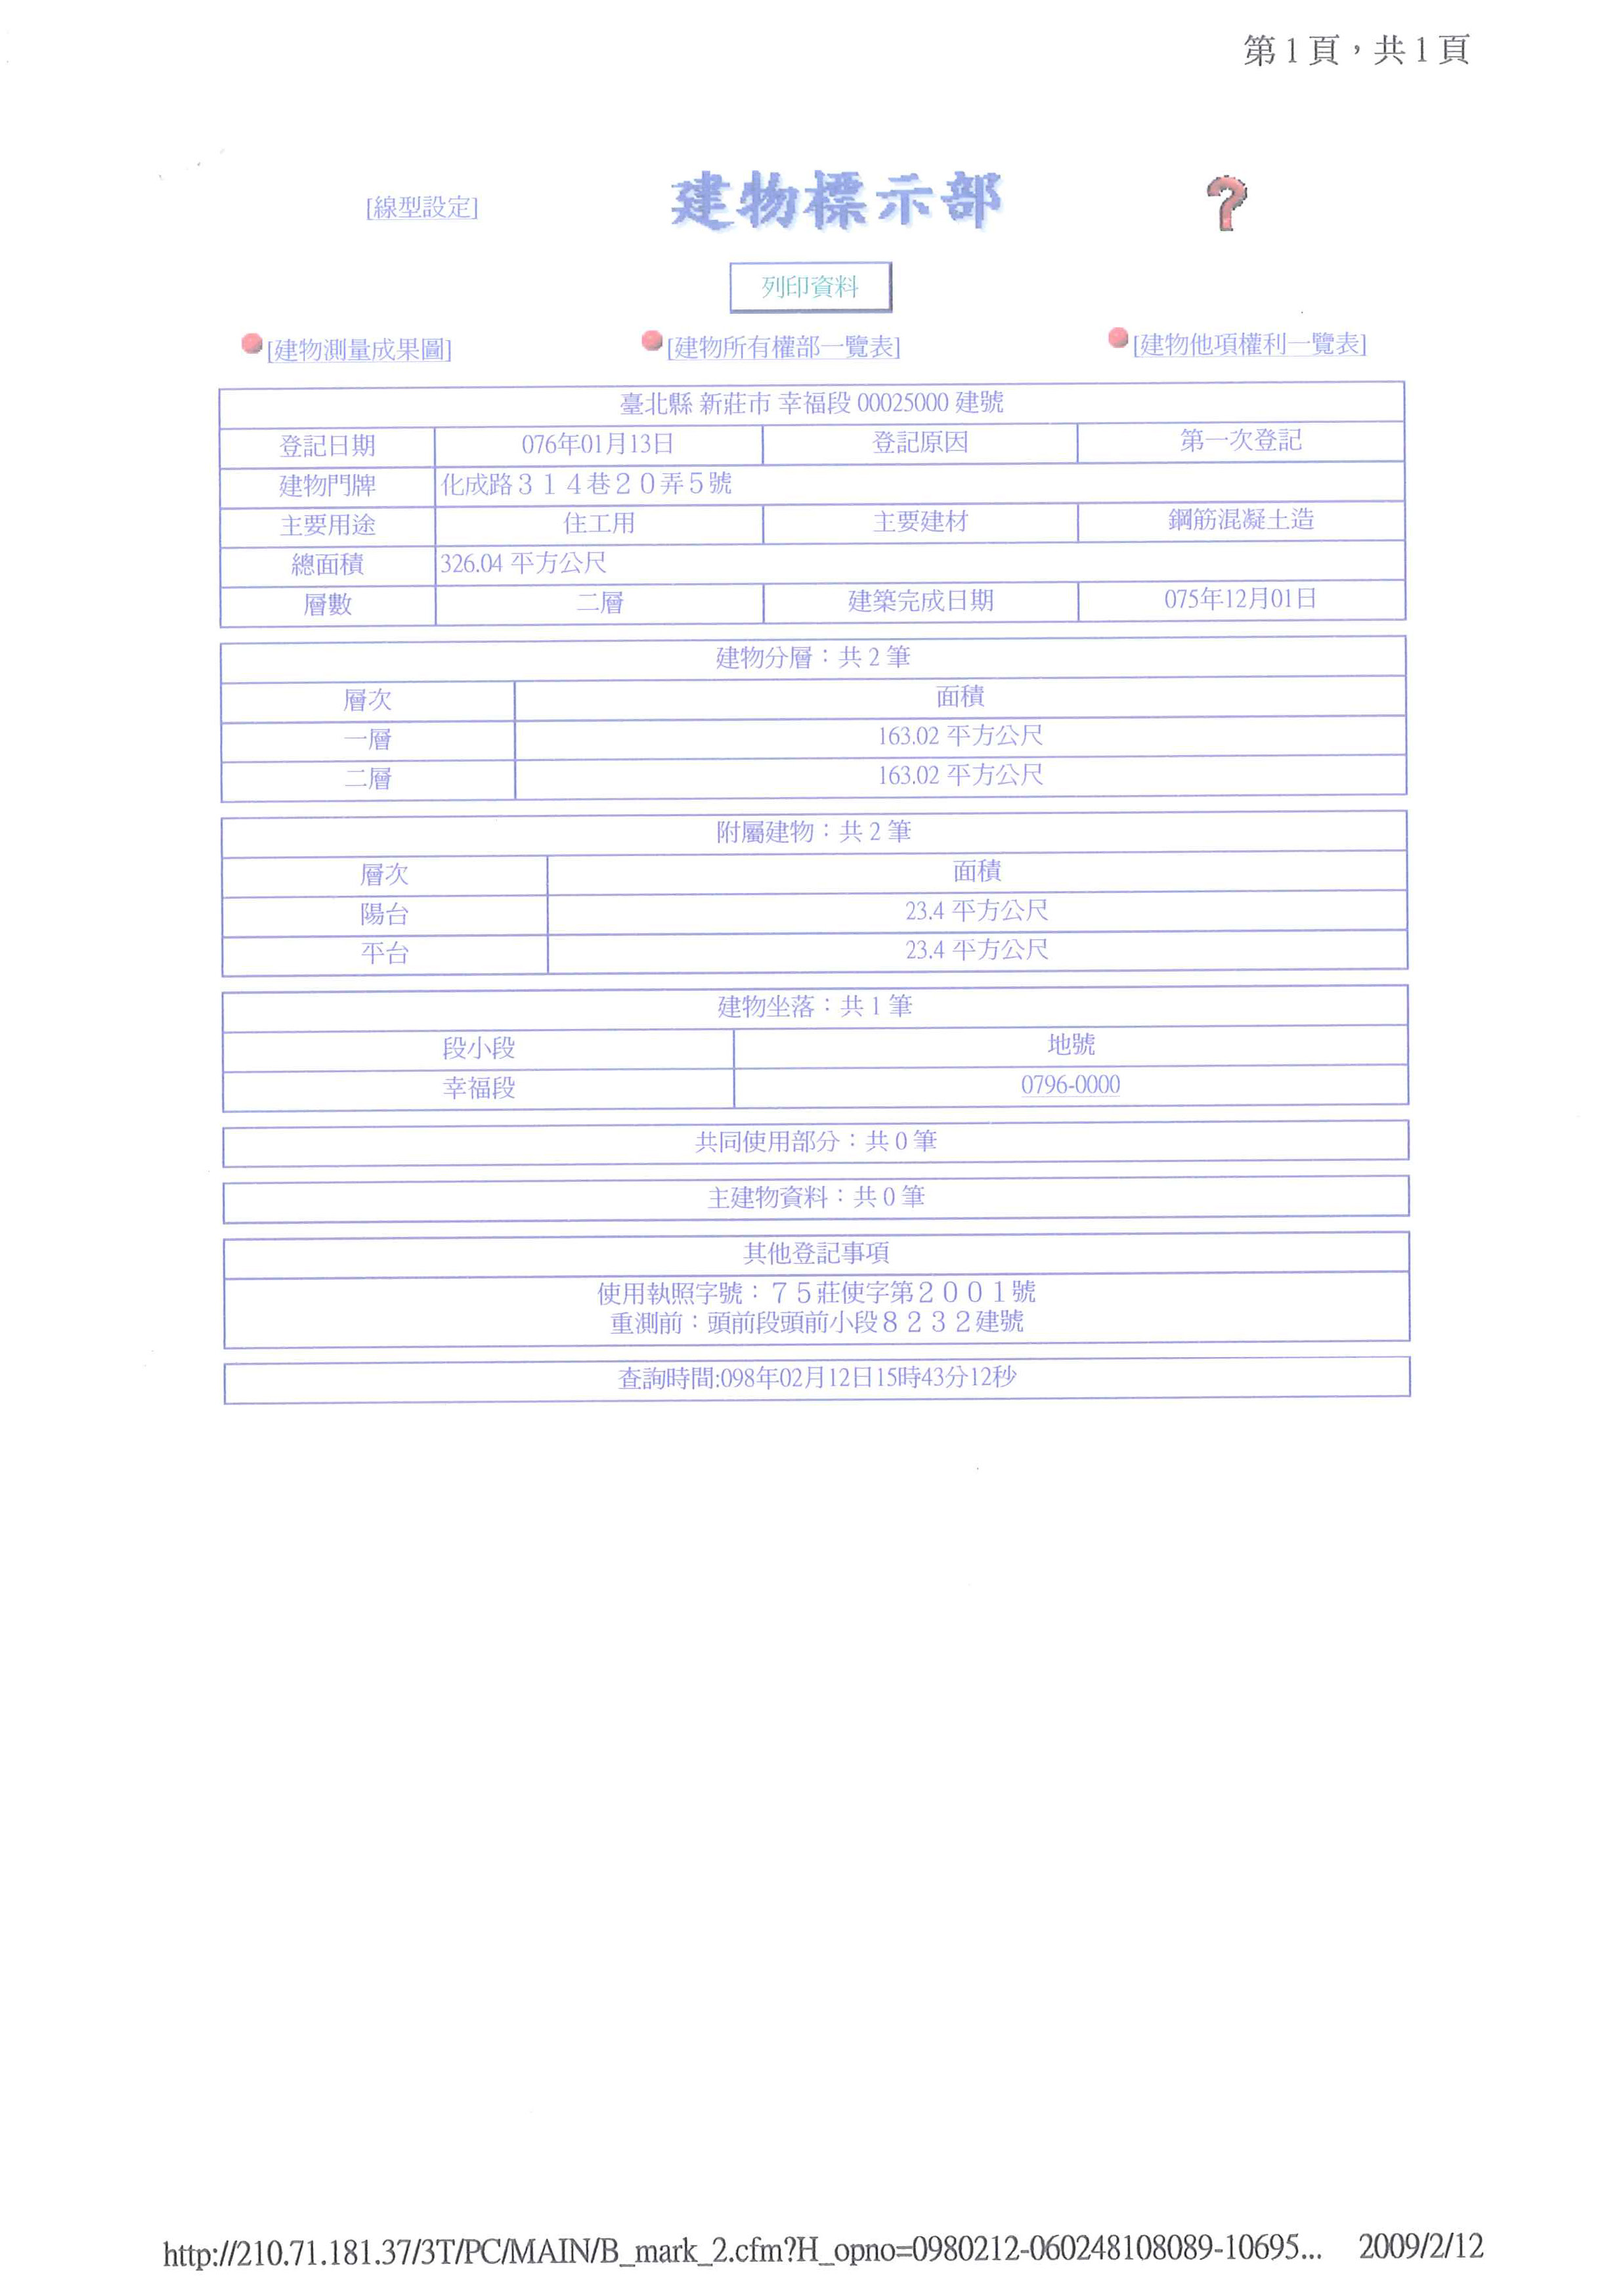 第1頁，共1頁
[線型設定]
建物標示部
?
列印資料
[建物測量成果圖] [建物所有權部一覽表] [建物他項權利一覽表]
臺北縣 新莊市 幸福段 00025000 建號
登記日期 076年01月13日 登記原因 第一次登記
建物門牌 化成路３１４巷２０弄５號
主要用途 住工用 主要建材 鋼筋混凝土造
總面積 326.04 平方公尺
層數 二層 建築完成日期 075年12月01日
建物分層：共 2 筆
層次 面積
一層 163.02 平方公尺
二層 163.02 平方公尺
附屬建物：共 2 筆
層次 面積
陽台 23.4 平方公尺
平台 23.4 平方公尺
建物坐落：共 1 筆
段小段 地號
幸福段 0796-0000
共同使用部分：共 0 筆
主建物資料：共 0 筆
其他登記事項
使用執照字號：７５莊使字第２００１號
重測前：頭前段頭前小段８２３２建號
查詢時間:098年02月12日15時43分12秒
http://210.71.181.37/3T/PC/MAIN/B_mark_2.cfm?H_opno=0980212-060248108089-10695... 2009/2/12